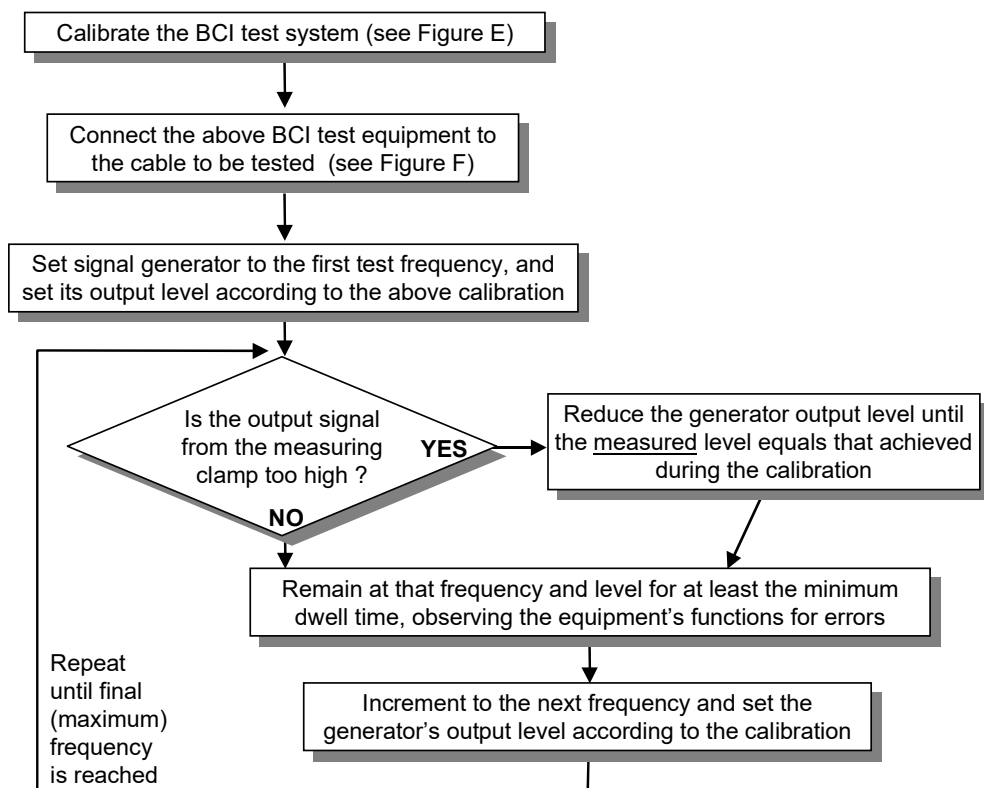 Calibrate the BCI test system (see Figure E)
Connect the above BCI test equipment to
the cable to be tested  (see Figure F)
Set signal generator to the first test frequency, and
set its output level according to the above calibration
Is the output signal
from the measuring
clamp too high ?
YES
NO
Reduce the generator output level until
the measured level equals that achieved
during the calibration
Remain at that frequency and level for at least the minimum
dwell time, observing the equipment's functions for errors
Increment to the next frequency and set the
generator's output level according to the calibration
Repeat
until final
(maximum)
frequency
is reached